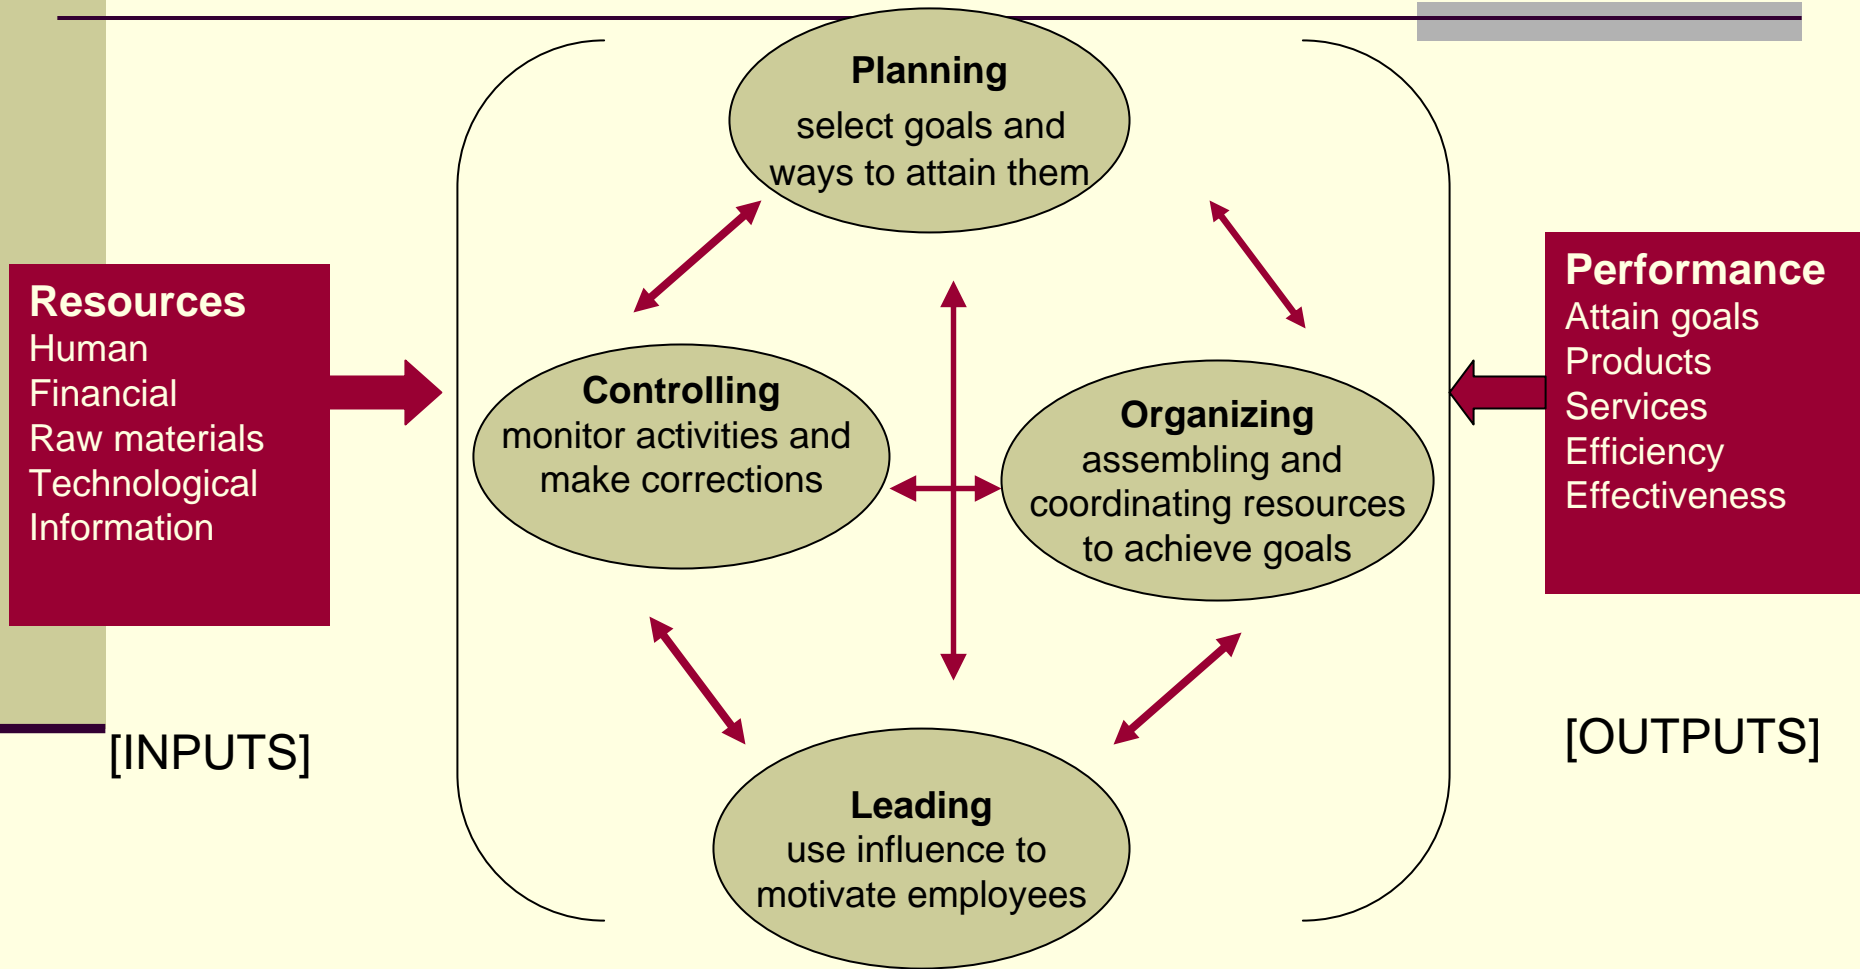 Planning
select goals and
ways to attain them
Resources
Human
Financial
Raw materials
Technological
Information
Controlling
monitor activities and
make corrections
Organizing
assembling and
coordinating resources
to achieve goals
Performance
Attain goals
Products
Services
Efficiency
Effectiveness
[INPUTS]
[OUTPUTS]
Leading
use influence to
motivate employees